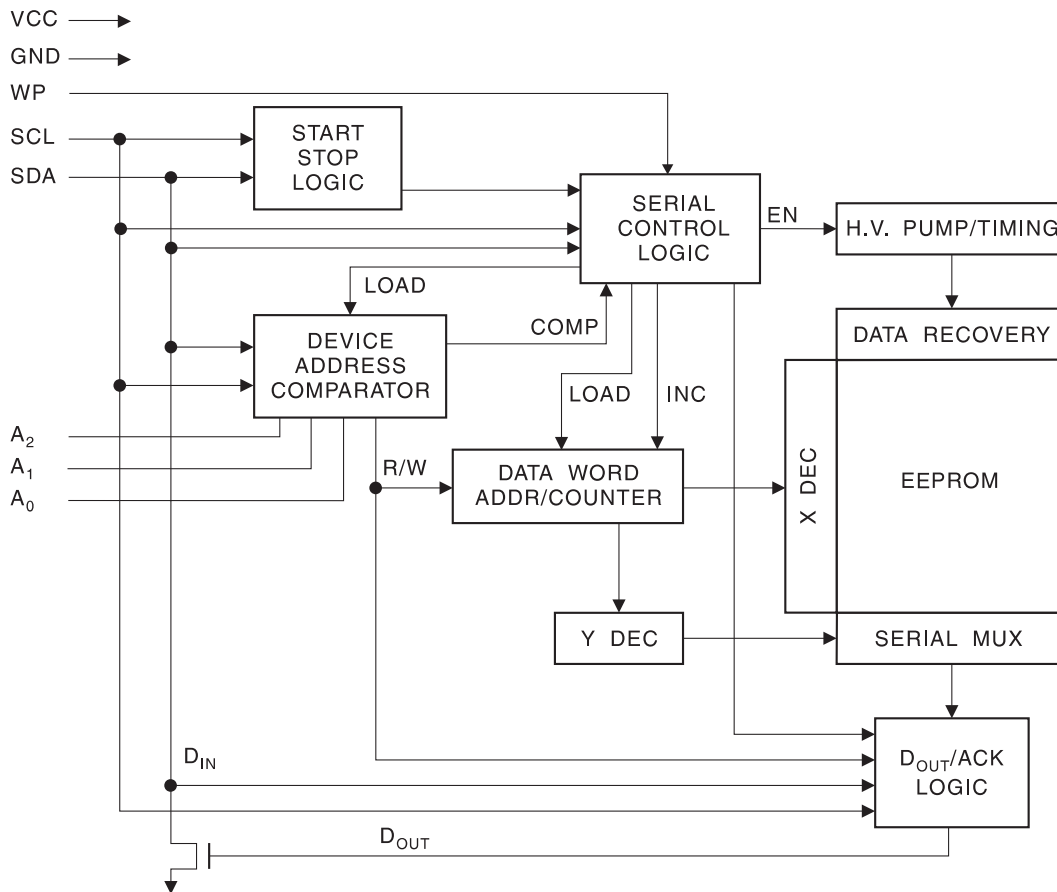 VCC
GND
WP
SCL
SDA
START
STOP
LOGIC
SERIAL
CONTROL
LOGIC
EN
H.V. PUMP/TIMING
LOAD
COMP
DEVICE
ADDRESS
COMPARATOR
DATA RECOVERY
LOAD
INC
A2
A1
A0
R/W
DATA WORD
ADDR/COUNTER
X DEC
EEPROM
Y DEC
SERIAL MUX
DIN
DOUT/ACK
LOGIC
DOUT